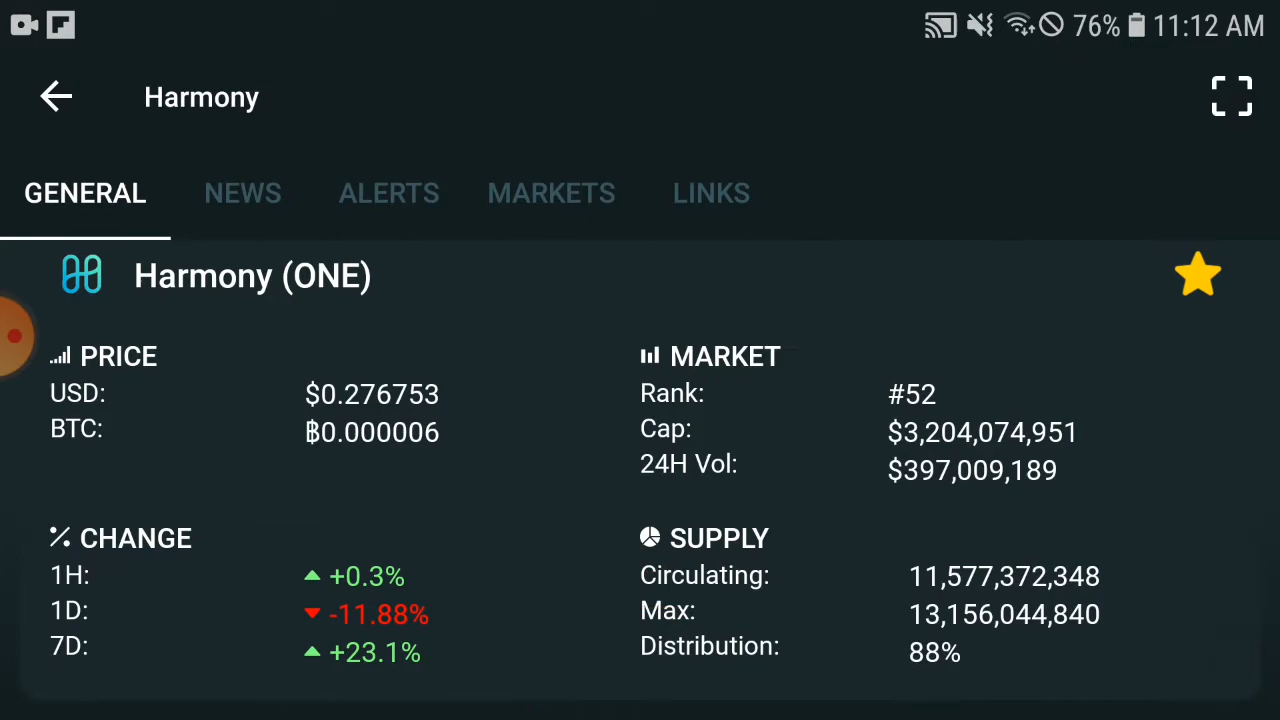 76% 11:12 AM
Harmony
GENERAL NEWS ALERTS MARKETS LINKS
Harmony (ONE)
PRICE
USD: $0.276753
BTC: ₿0.000006
MARKET
Rank: #52
Cap: $3,204,074,951
24H Vol: $397,009,189
CHANGE
1H: +0.3%
1D: -11.88%
7D: +23.1%
SUPPLY
Circulating: 11,577,372,348
Max: 13,156,044,840
Distribution: 88%